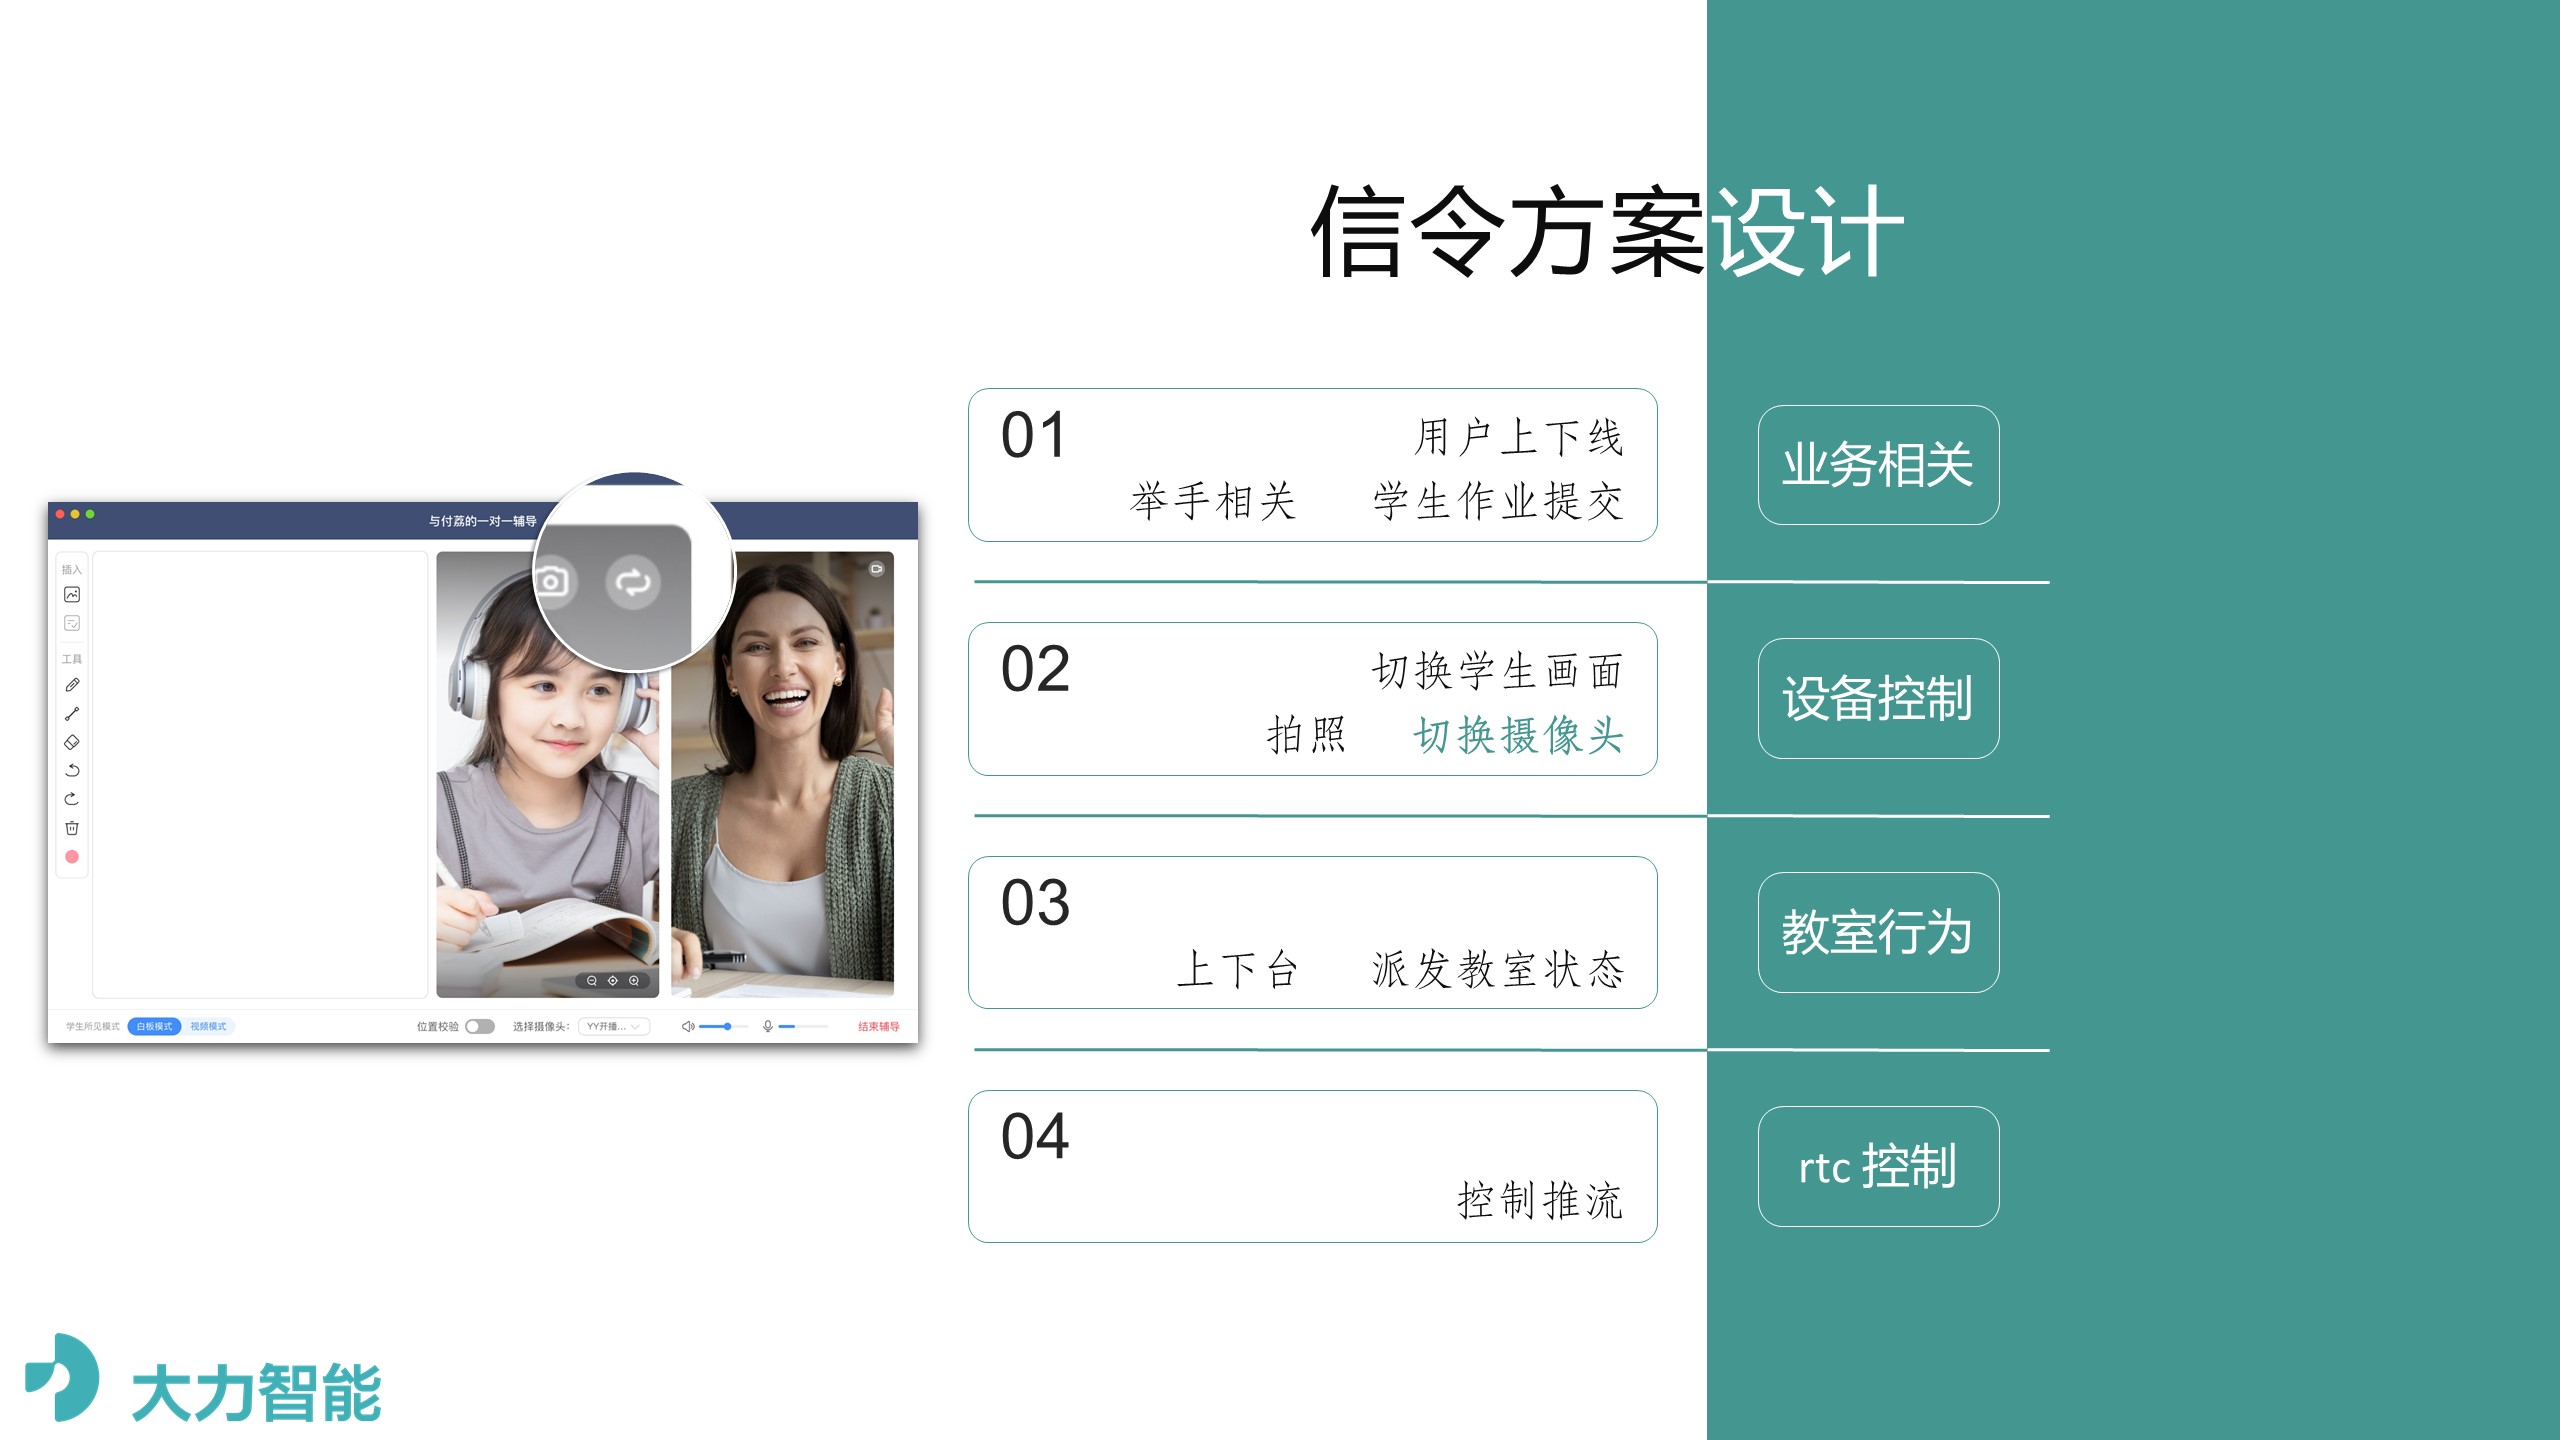 信令方案设计
01
用户上下线
举手相关 学生作业提交
业务相关
02
切换学生画面
拍照 切换摄像头
设备控制
03
上下台 派发教室状态
教室行为
04
控制推流
rtc 控制
与付荔的一对一辅导
插入
工具
学生所见模式 白板模式 视频模式 位置校验 选择摄像头： YY开播... 结束辅导
大力智能